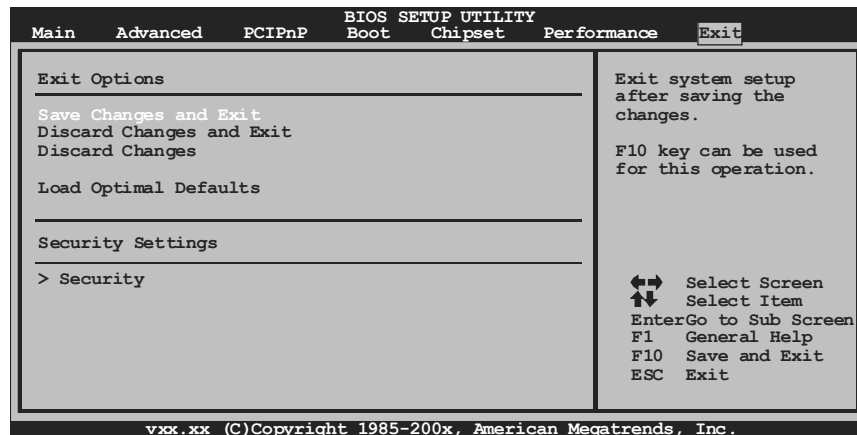 BIOS SETUP UTILITY
Main Advanced PCIPnP Boot Chipset Performance Exit
Exit Options
Save Changes and Exit
Discard Changes and Exit
Discard Changes
Load Optimal Defaults
Security Settings
> Security
Exit system setup
after saving the
changes.
F10 key can be used
for this operation.
Select Screen
Select Item
EnterGo to Sub Screen
F1 General Help
F10 Save and Exit
ESC Exit
vxx.xx (C)Copyright 1985-200x, American Megatrends, Inc.